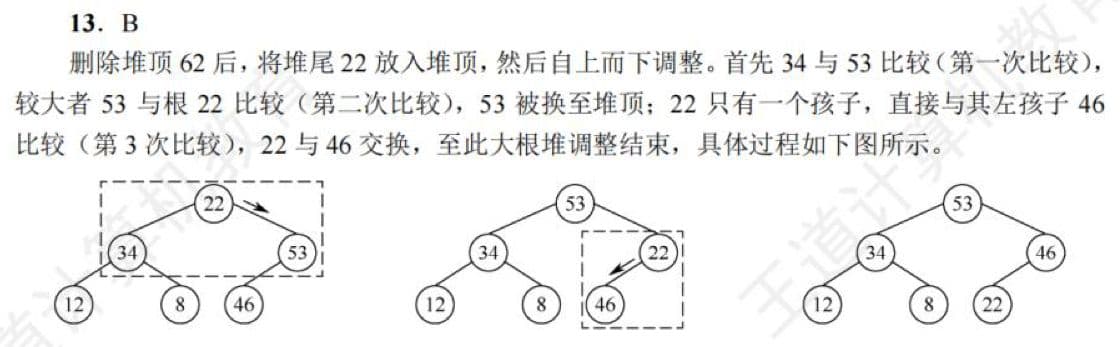 13. B
删除堆顶 62 后，将堆尾 22 放入堆顶，然后自上而下调整。首先 34 与 53 比较（第一次比较），
较大者 53 与根 22 比较（第二次比较），53 被换至堆顶；22 只有一个孩子，直接与其左孩子 46
比较（第 3 次比较），22 与 46 交换，至此大根堆调整结束，具体过程如下图所示。
22 53 53
34 53 34 22 34 46
12 8 46 12 8 46 12 8 22
王道计算机教育